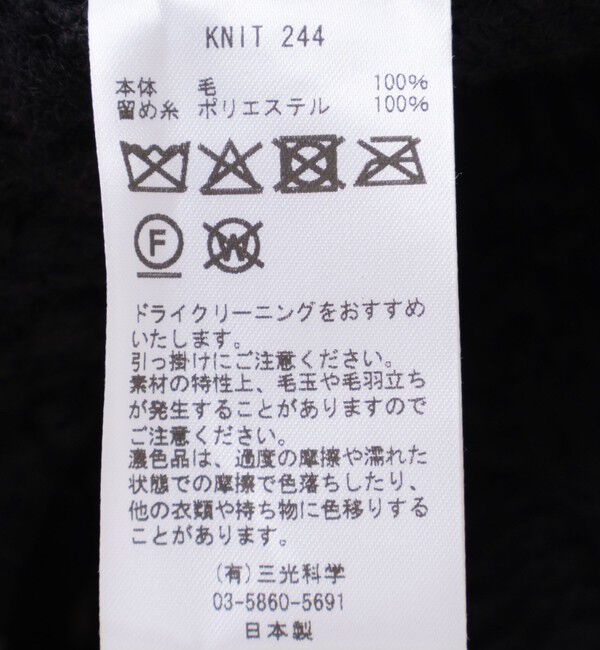 KNIT 244
本体 毛 100%
留め糸 ポリエステル 100%
F W
ドライクリーニングをおすすめ
いたします。
引っ掛けにご注意ください。
素材の特性上、毛玉や毛羽立ち
が発生することがありますので
ご注意ください。
濃色品は、過度の摩擦や濡れた
状態での摩擦で色落ちしたり、
他の衣類や持ち物に色移りする
ことがあります。
(有)三光科学
03-5860-5691
日本製